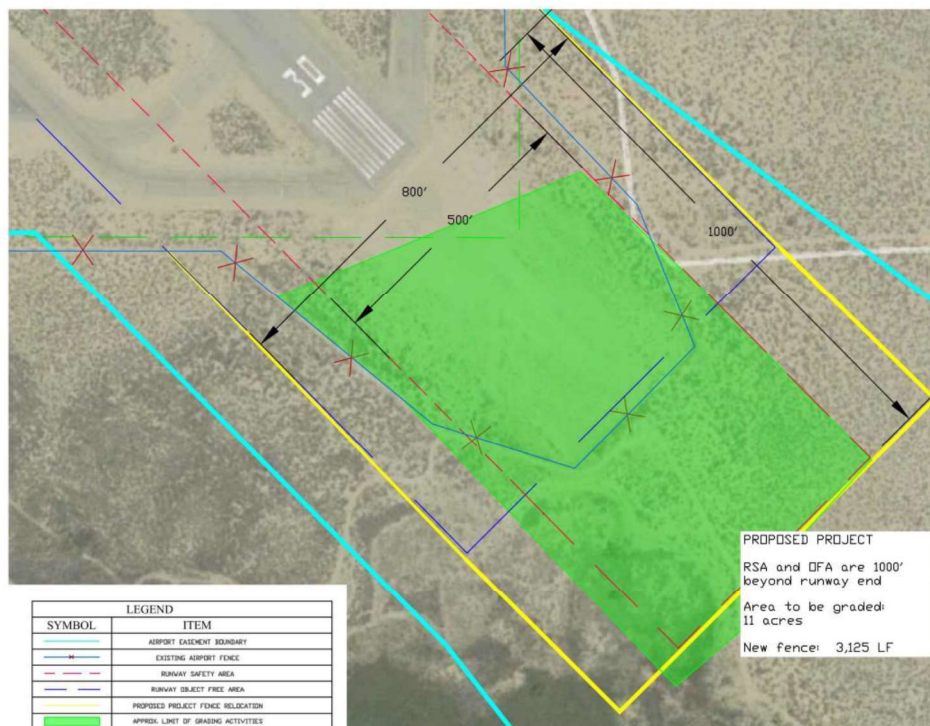 30
800'
500'
1000'
PROPOSED PROJECT
RSA and OFA are 1000'
beyond runway end
Area to be graded:
11 acres
New fence: 3,125 LF
LEGEND
SYMBOL ITEM
AIRPORT EASEMENT BOUNDARY
EXISTING AIRPORT FENCE
RUNWAY SAFETY AREA
RUNWAY OBJECT FREE AREA
PROPOSED PROJECT FENCE RELOCATION
APPROX. LIMIT OF GRADING ACTIVITIES